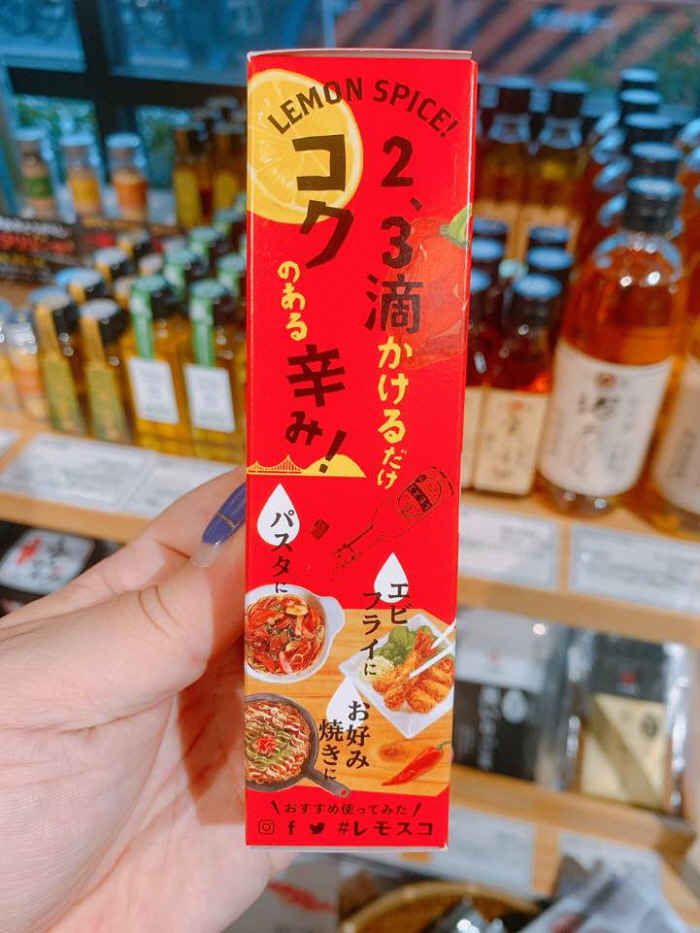 LEMON SPICE!
2、3滴かけるだけ
コクのある辛み!
パスタに
エビフライに
お好み焼きに
おすすめ使ってみた
#レモスコ